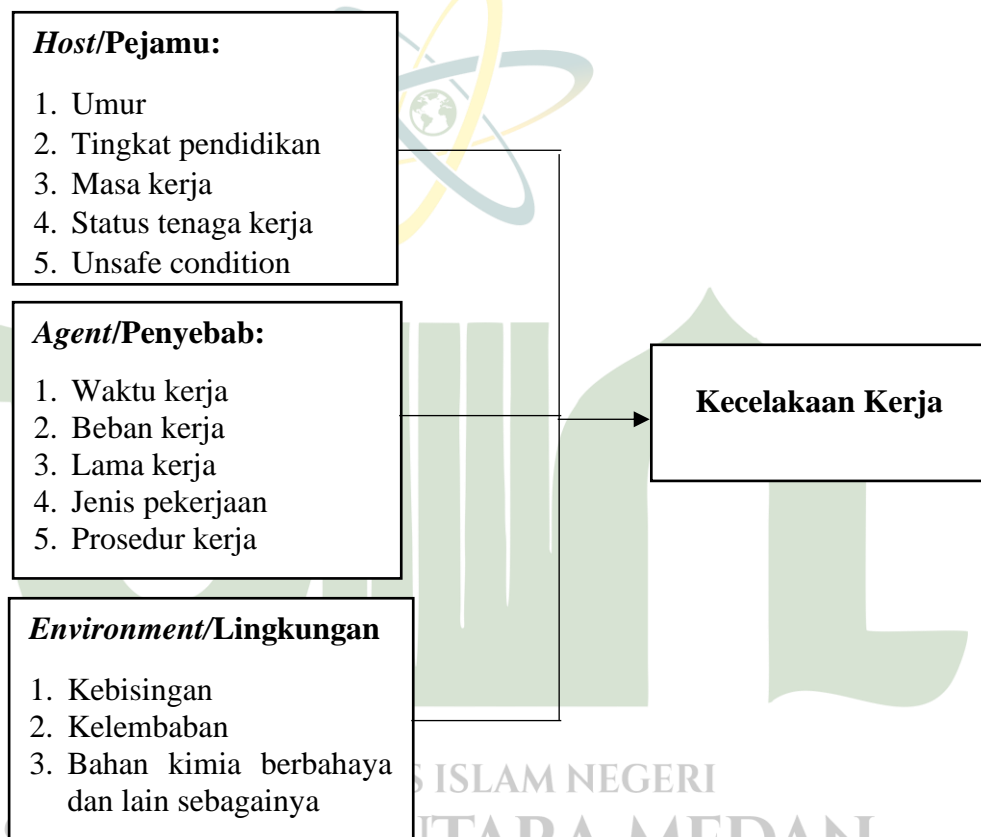 Host/Pejamu:
1. Umur
2. Tingkat pendidikan
3. Masa kerja
4. Status tenaga kerja
5. Unsafe condition
Agent/Penyebab:
1. Waktu kerja
2. Beban kerja
3. Lama kerja
4. Jenis pekerjaan
5. Prosedur kerja
Kecelakaan Kerja
Environment/Lingkungan
1. Kebisingan
2. Kelembaban
3. Bahan kimia berbahaya
dan lain sebagainya
ISLAM NEGERI
MEDAN